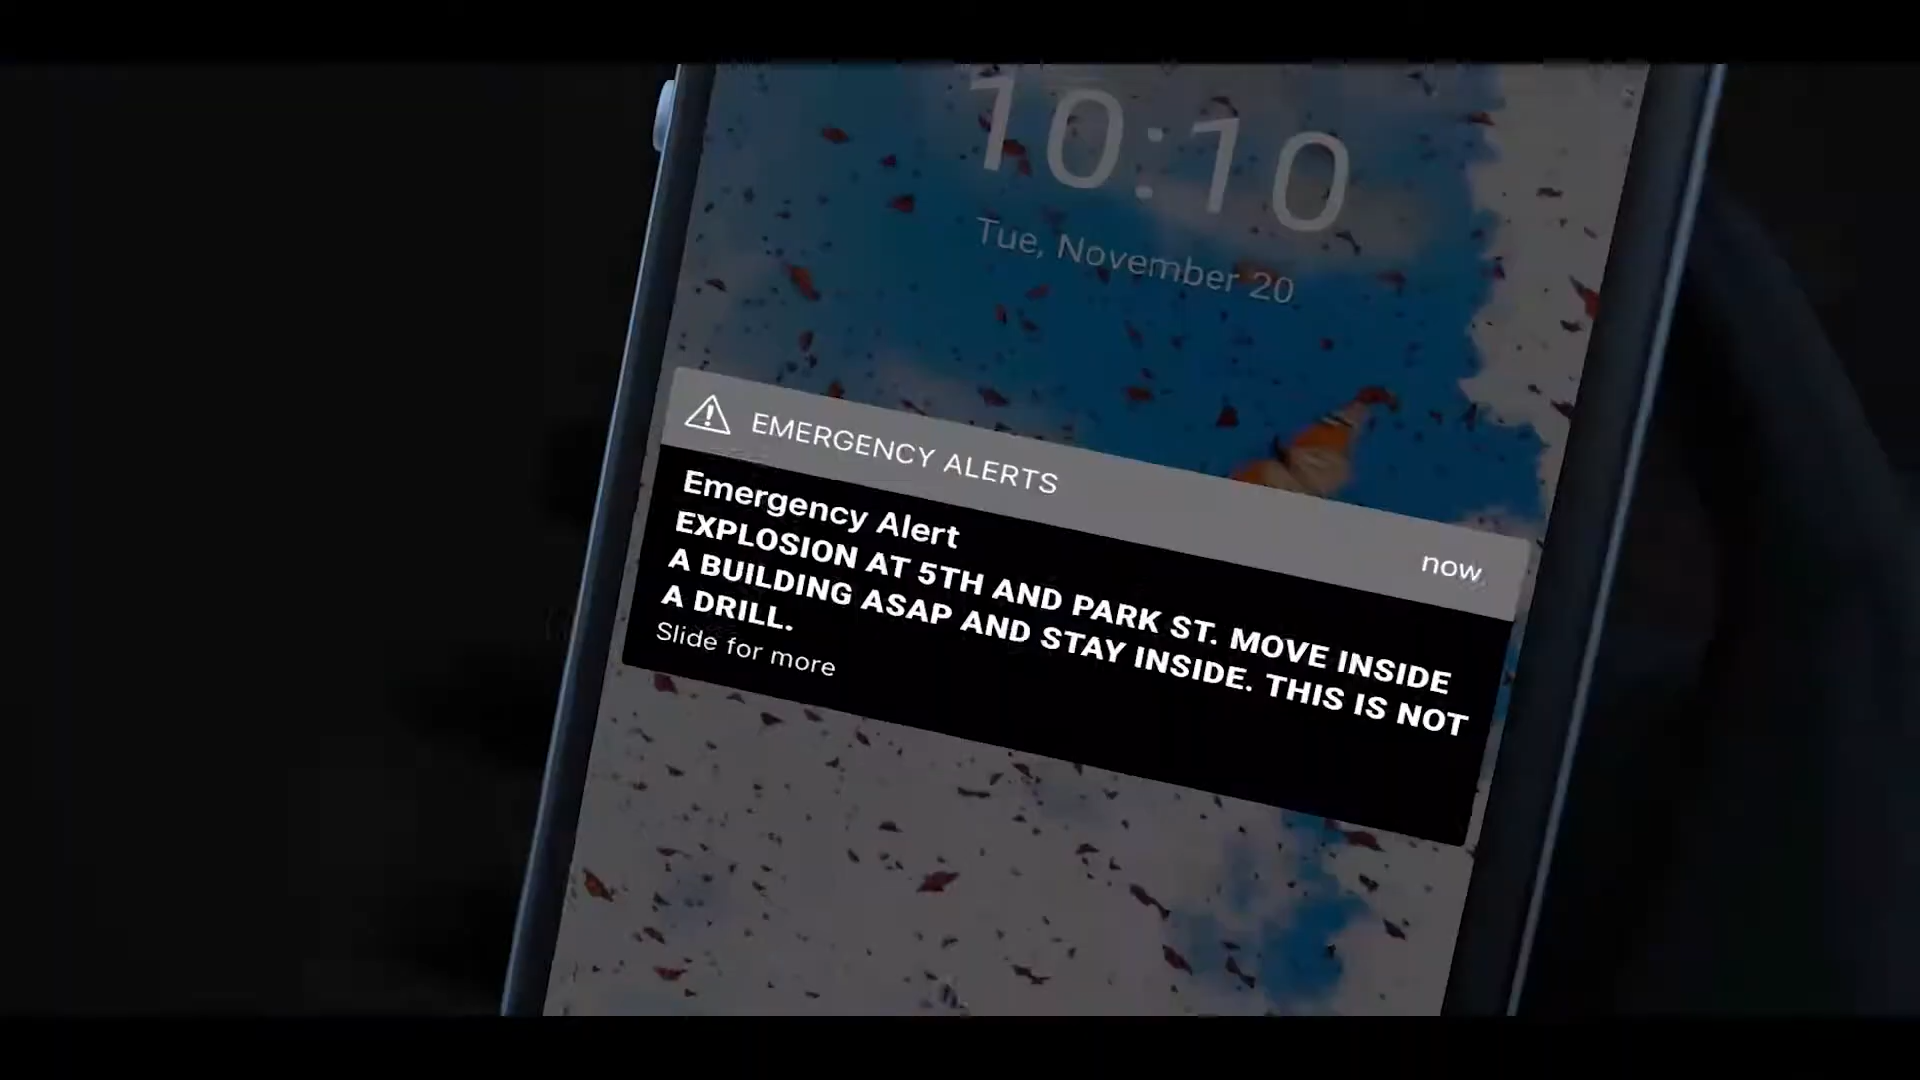 10:10
Tue, November 20
EMERGENCY ALERTS
now
Emergency Alert
EXPLOSION AT 5TH AND PARK ST. MOVE INSIDE
A BUILDING ASAP AND STAY INSIDE. THIS IS NOT
A DRILL.
Slide for more